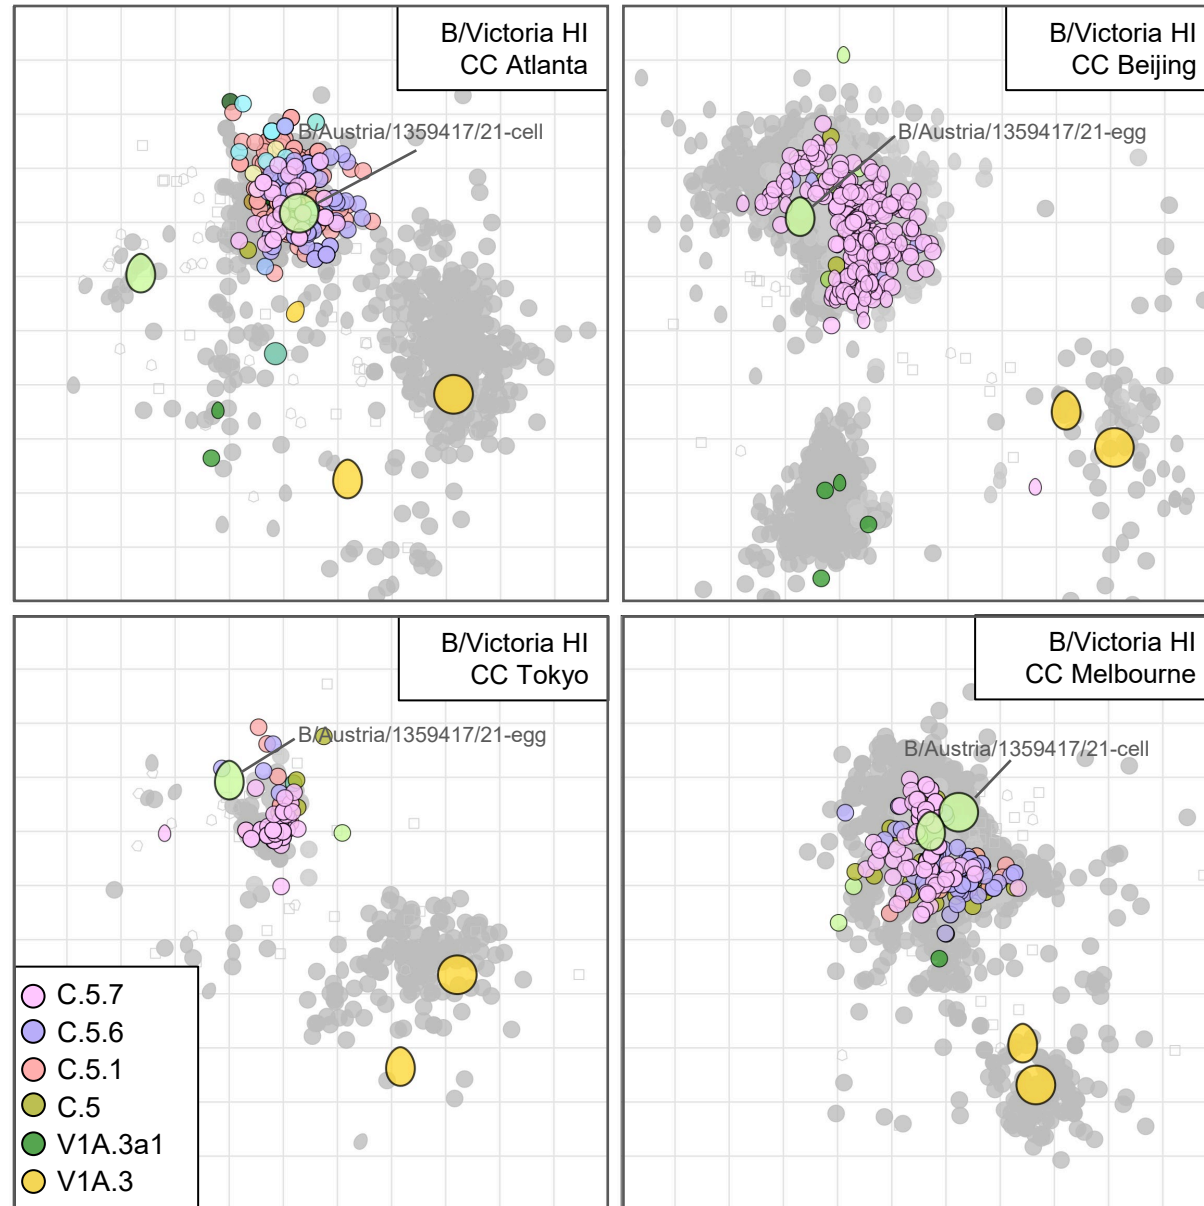 B/Victoria HI
CC Atlanta
B/Austria/1359417/21-cell
B/Victoria HI
CC Beijing
B/Austria/1359417/21-egg
B/Victoria HI
CC Tokyo
B/Austria/1359417/21-egg
C.5.7
C.5.6
C.5.1
C.5
V1A.3a1
V1A.3
B/Victoria HI
CC Melbourne
B/Austria/1359417/21-cell